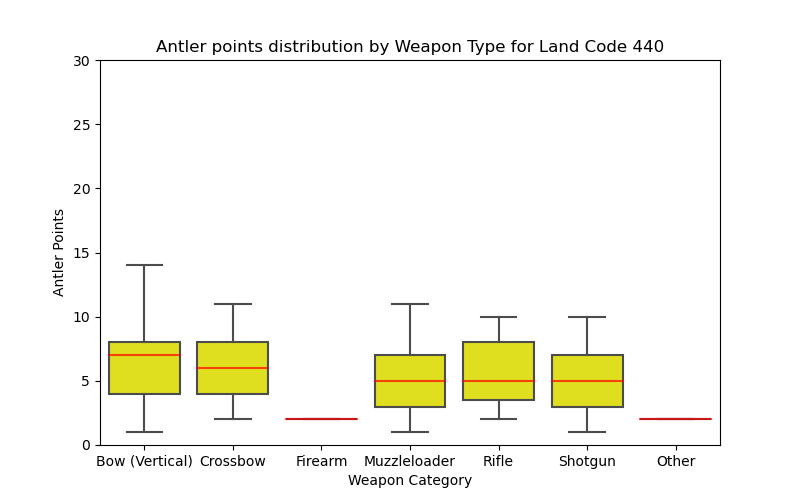 Antler points distribution by Weapon Type for Land Code 440
30
25
20
15
10
5
0
Antler Points
Bow (Vertical) Crossbow Firearm Muzzleloader Rifle Shotgun Other
Weapon Category